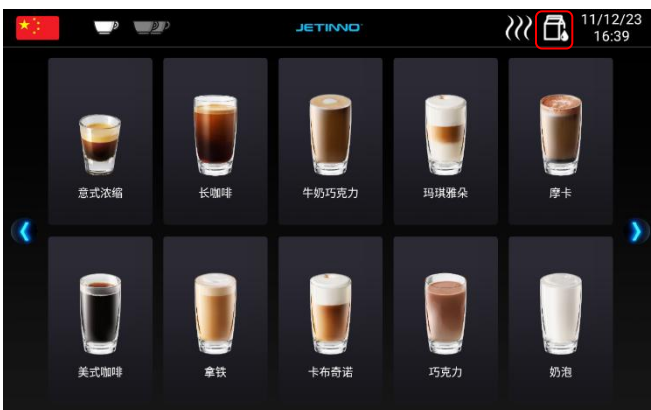 JETINNO
11/12/23
16:39
意式浓缩
长咖啡
牛奶巧克力
玛琪雅朵
摩卡
美式咖啡
拿铁
卡布奇诺
巧克力
奶泡